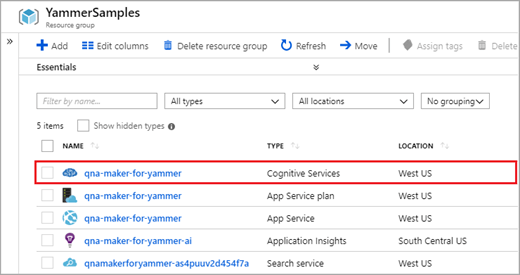 YammerSamples
Resource group
Add Edit columns Delete resource group Refresh Move Assign tags Delete
Essentials
Filter by name... All types All locations No grouping
5 items Show hidden types
NAME TYPE LOCATION
qna-maker-for-yammer Cognitive Services West US
qna-maker-for-yammer App Service plan West US
qna-maker-for-yammer App Service West US
qna-maker-for-yammer-ai Application Insights South Central US
qnamakerforyammer-as4puuv2d454f7a Search service West US